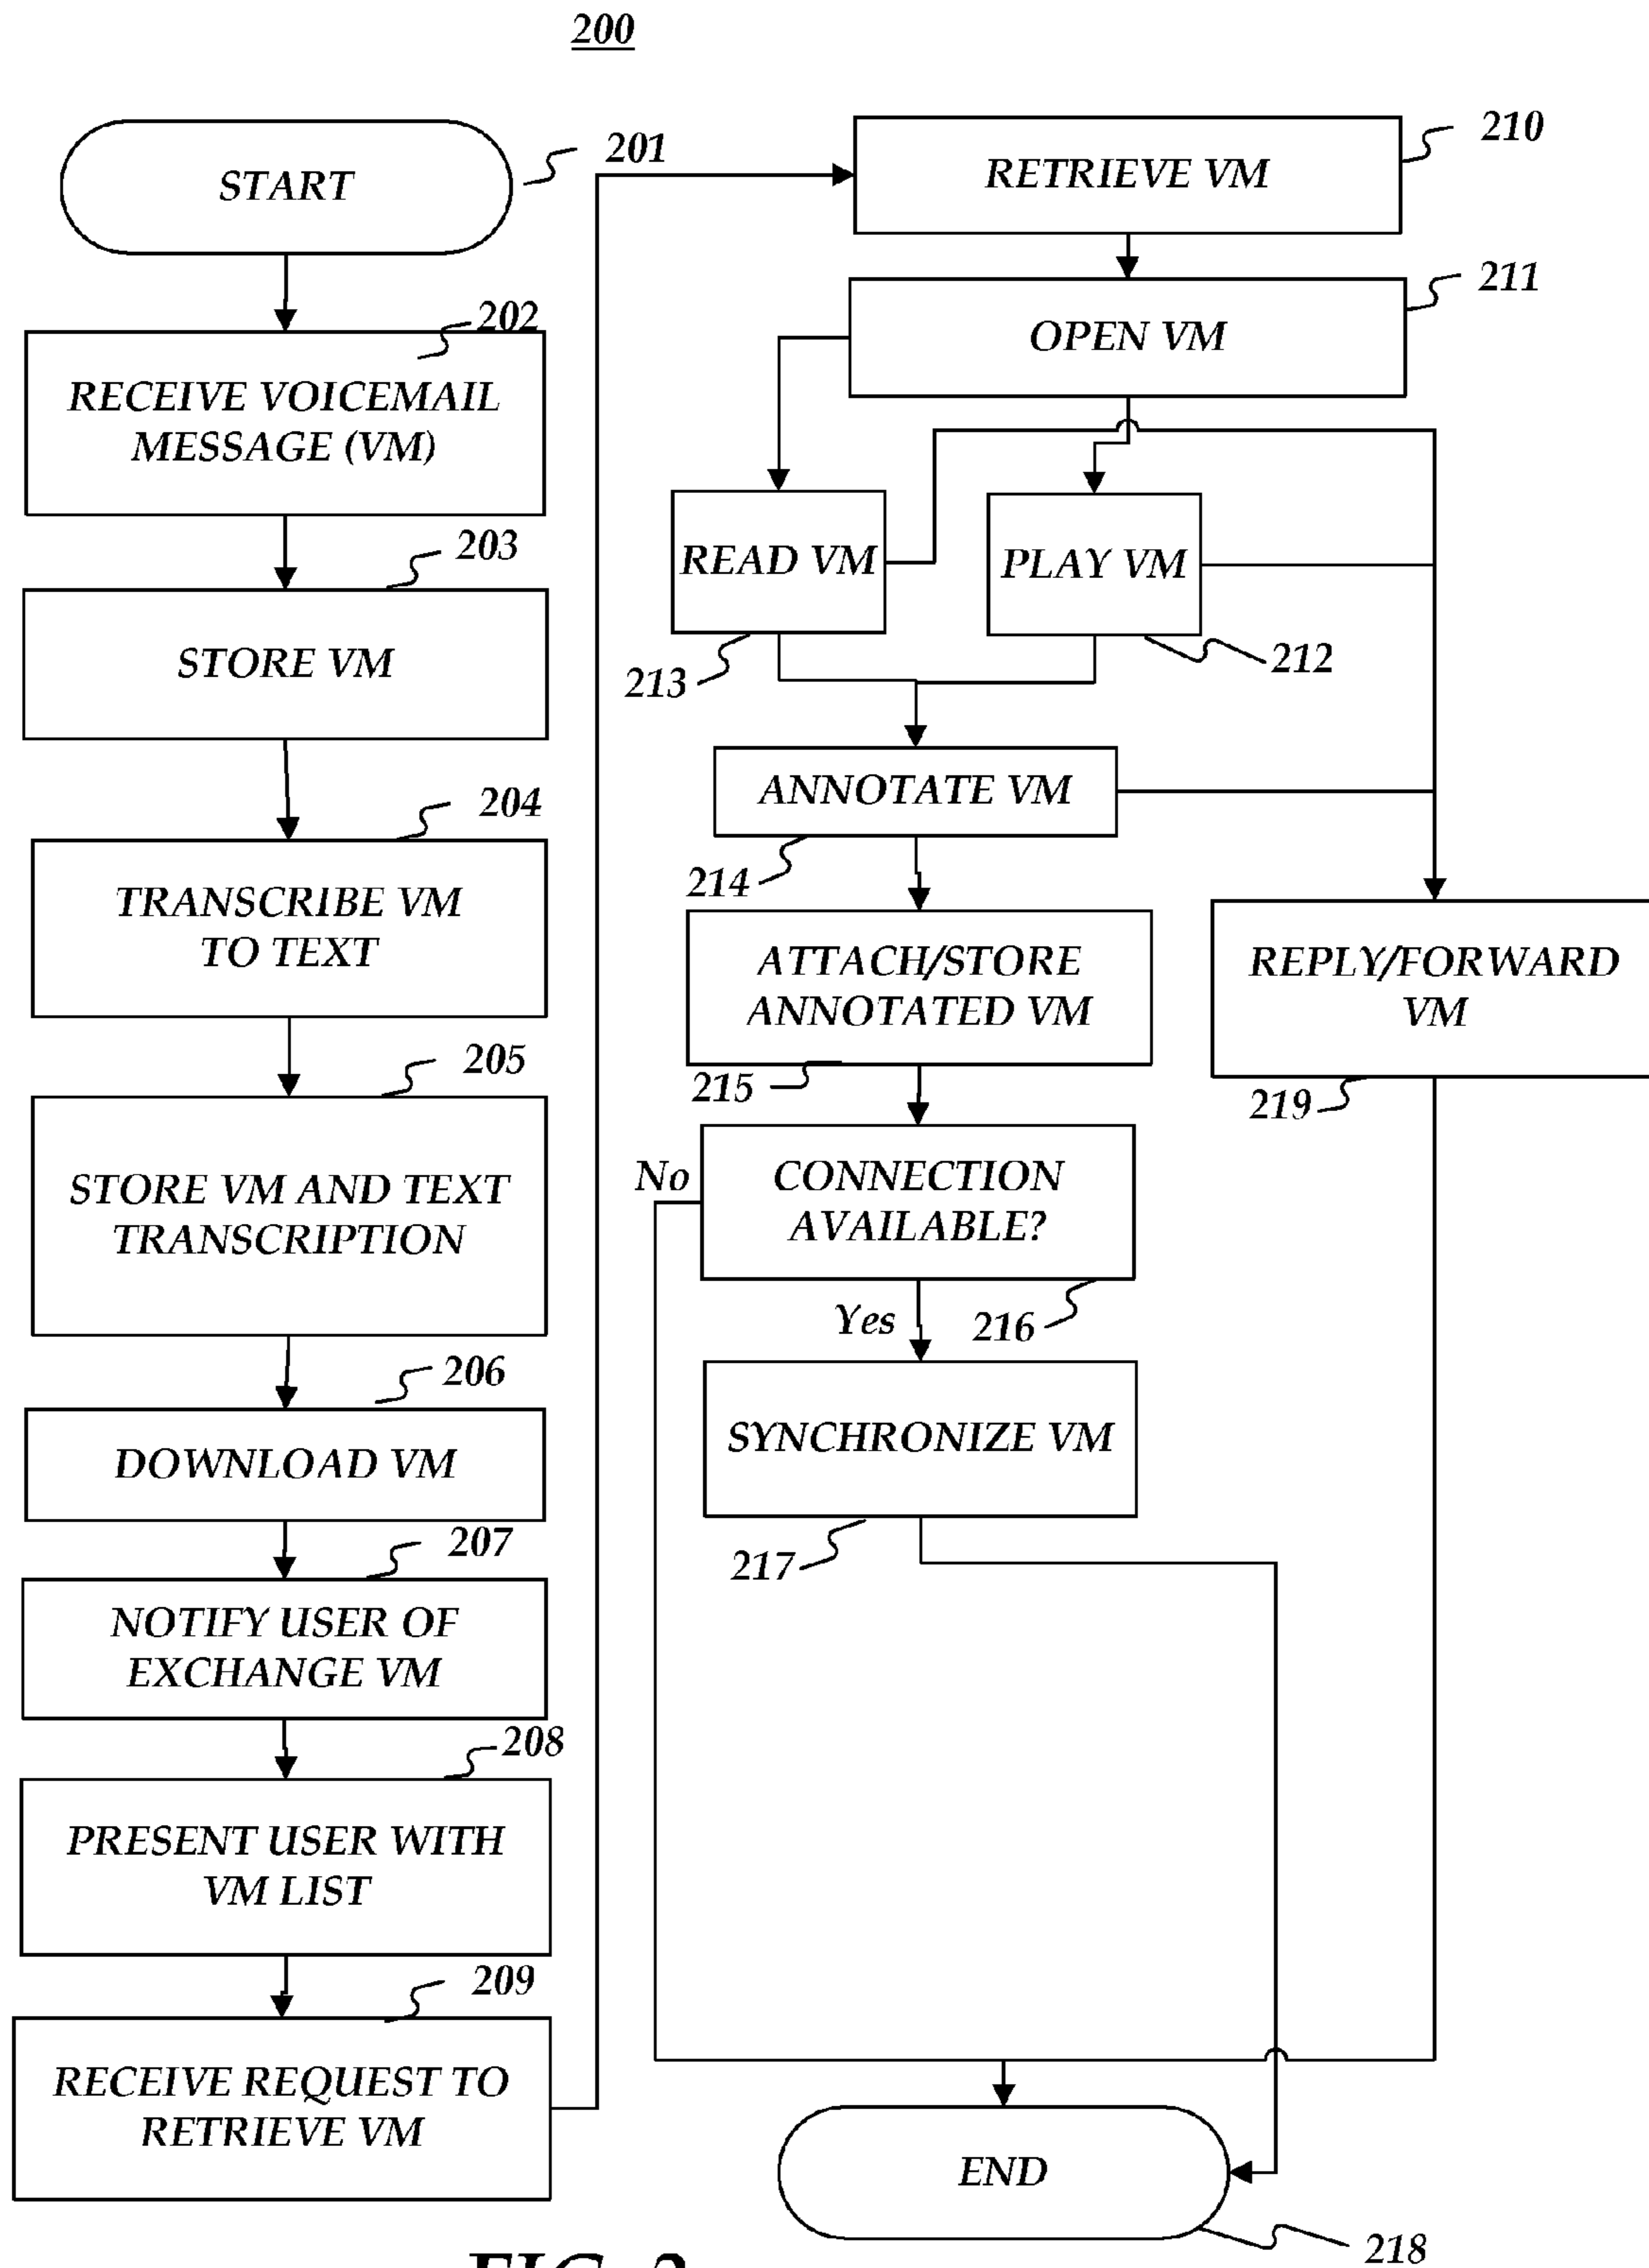 200
START
201
202
RECEIVE VOICEMAIL
MESSAGE (VM)
203
STORE VM
204
TRANSCRIBE VM
TO TEXT
205
STORE VM AND TEXT
TRANSCRIPTION
206
DOWNLOAD VM
207
NOTIFY USER OF
EXCHANGE VM
208
PRESENT USER WITH
VM LIST
209
RECEIVE REQUEST TO
RETRIEVE VM
210
RETRIEVE VM
211
OPEN VM
READ VM
213
PLAY VM
212
ANNOTATE VM
214
ATTACH/STORE
ANNOTATED VM
215
REPLY/FORWARD
VM
219
No
CONNECTION
AVAILABLE?
216
Yes
SYNCHRONIZE VM
217
END
218
FIG. 2